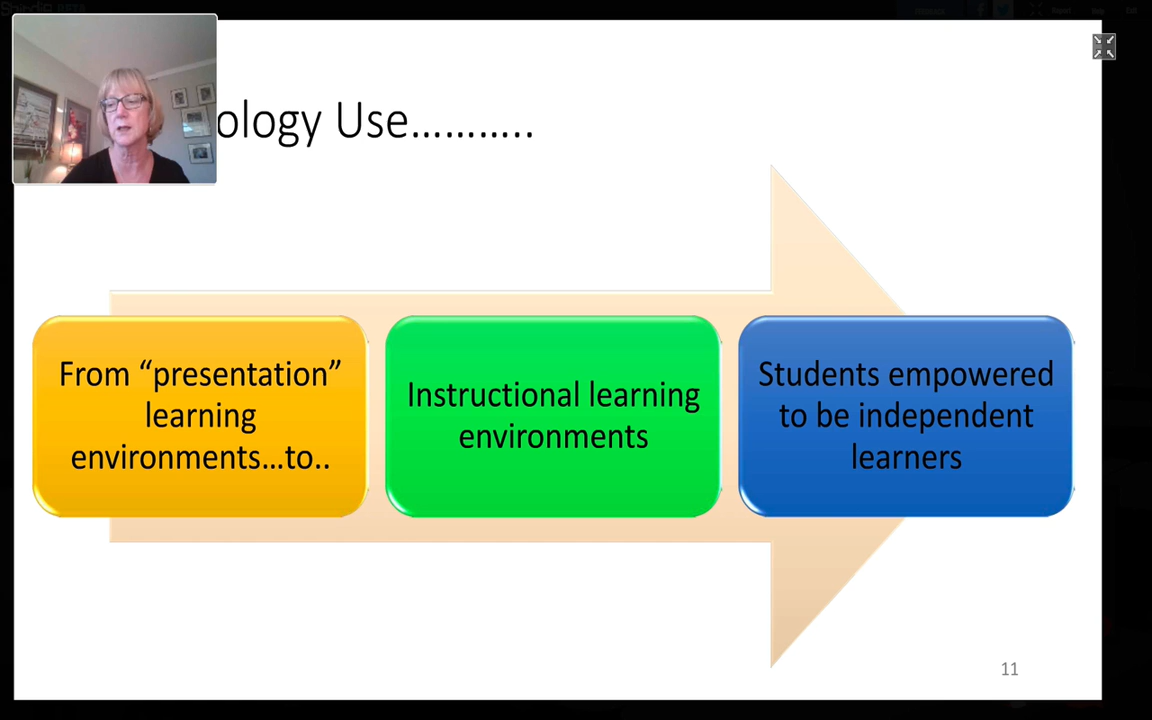 ology Use………..
From “presentation”
learning
environments…to..
Instructional learning
environments
Students empowered
to be independent
learners
11